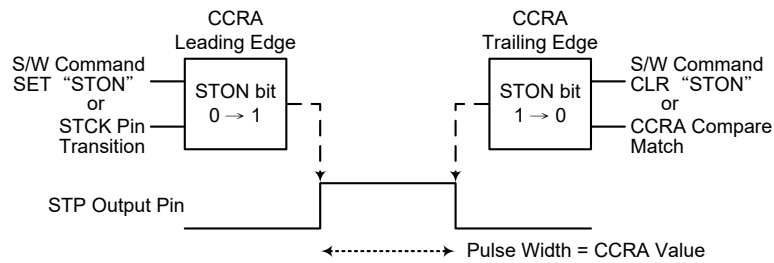 CCRA
Leading Edge
S/W Command
SET “STON”
or
STCK Pin
Transition
STON bit
0 → 1
CCRA
Trailing Edge
STON bit
1 → 0
S/W Command
CLR “STON”
or
CCRA Compare
Match
STP Output Pin
Pulse Width = CCRA Value